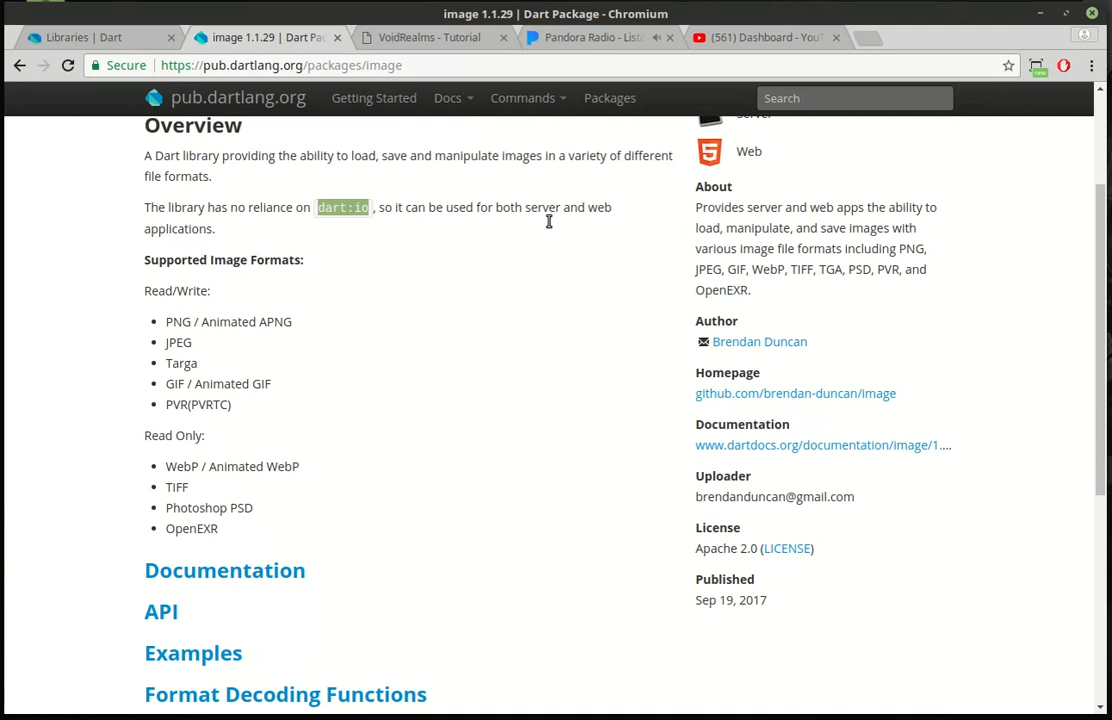 image 1.1.29 | Dart Package - Chromium
Libraries | Dart
image 1.1.29 | Dart Pac
VoidRealms - Tutorial
Pandora Radio - Liste
(561) Dashboard - YouT
Secure
https://pub.dartlang.org/packages/image
new
pub.dartlang.org
Getting Started
Docs
Commands
Packages
Search
Overview
A Dart library providing the ability to load, save and manipulate images in a variety of different
file formats.
The library has no reliance on dart:io, so it can be used for both server and web
applications.
Supported Image Formats:
Read/Write:
• PNG / Animated APNG
• JPEG
• Targa
• GIF / Animated GIF
• PVR(PVRTC)
Read Only:
• WebP / Animated WebP
• TIFF
• Photoshop PSD
• OpenEXR
Documentation
API
Examples
Format Decoding Functions
Server
Web
About
Provides server and web apps the ability to
load, manipulate, and save images with
various image file formats including PNG,
JPEG, GIF, WebP, TIFF, TGA, PSD, PVR, and
OpenEXR.
Author
Brendan Duncan
Homepage
github.com/brendan-duncan/image
Documentation
www.dartdocs.org/documentation/image/1....
Uploader
brendanduncan@gmail.com
License
Apache 2.0 (LICENSE)
Published
Sep 19, 2017